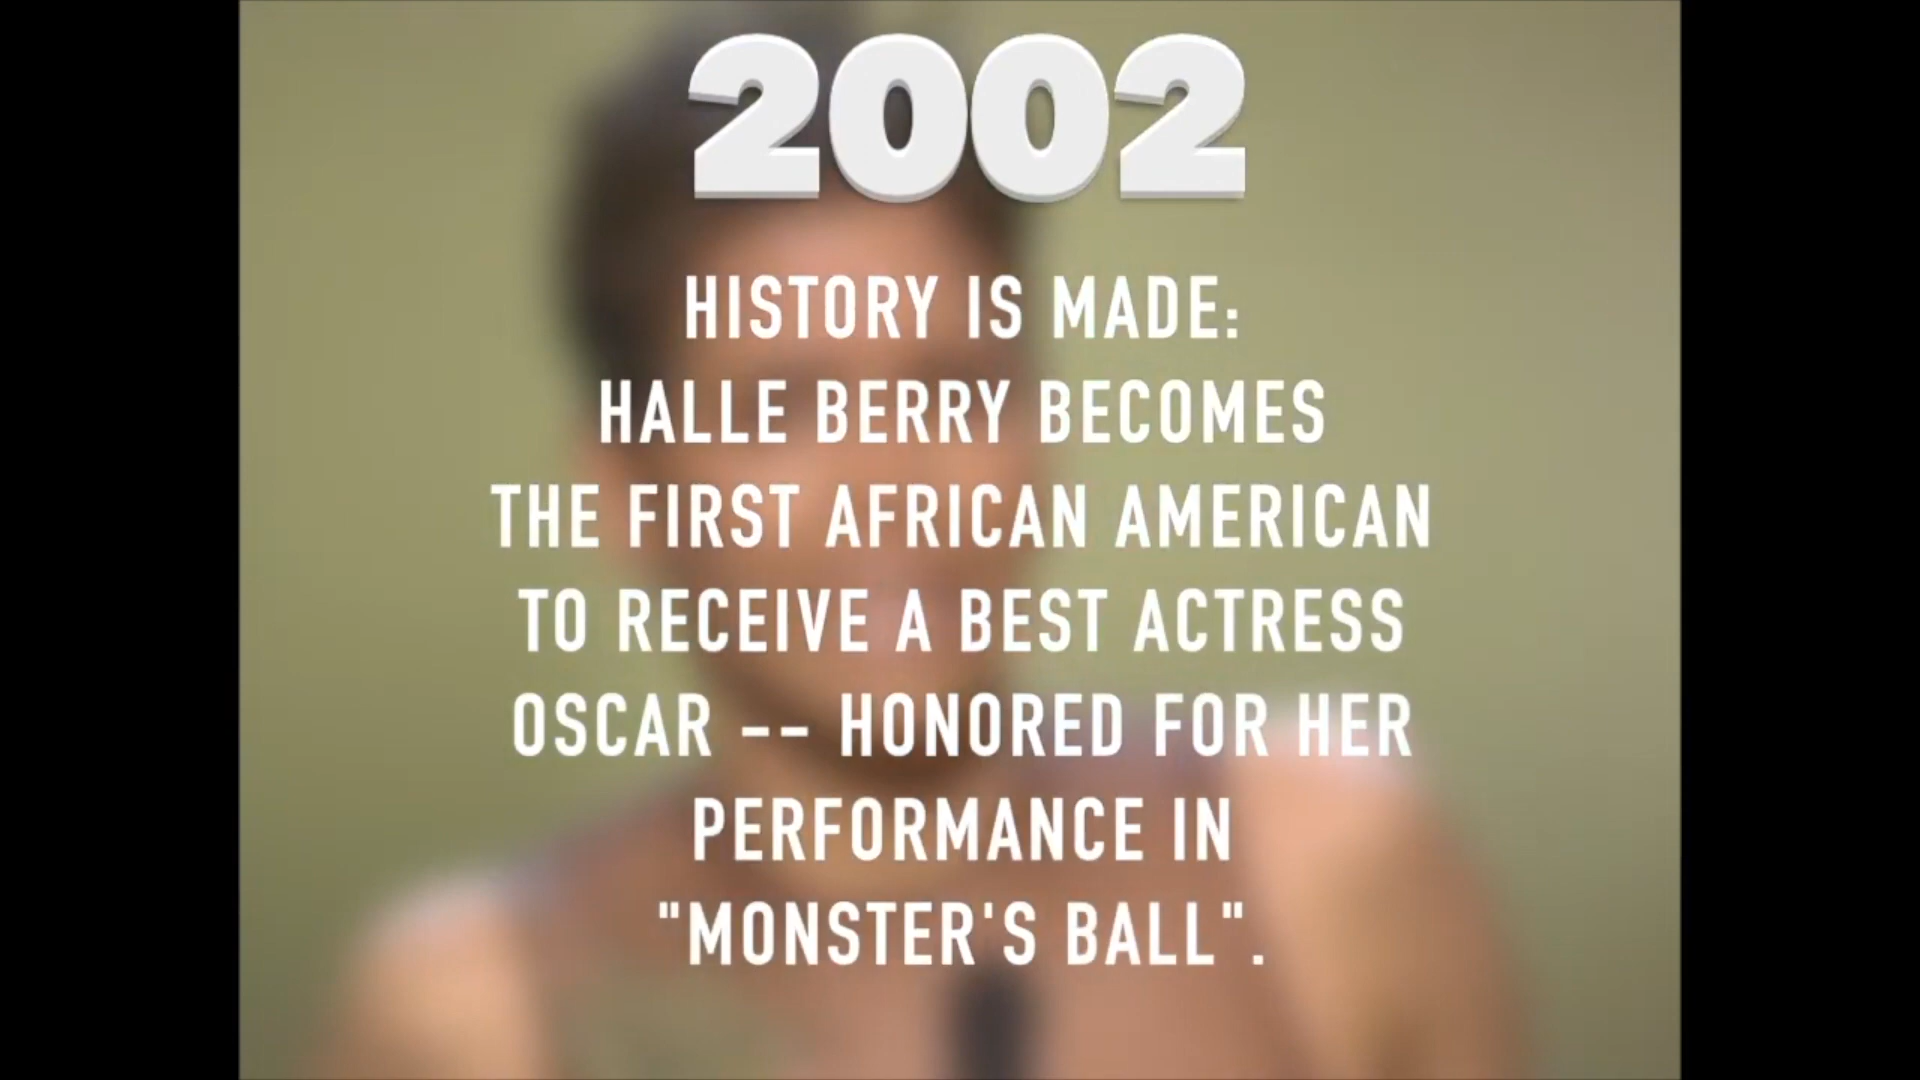 2002
HISTORY IS MADE:
HALLE BERRY BECOMES
THE FIRST AFRICAN AMERICAN
TO RECEIVE A BEST ACTRESS
OSCAR -- HONORED FOR HER
PERFORMANCE IN
"MONSTER'S BALL".